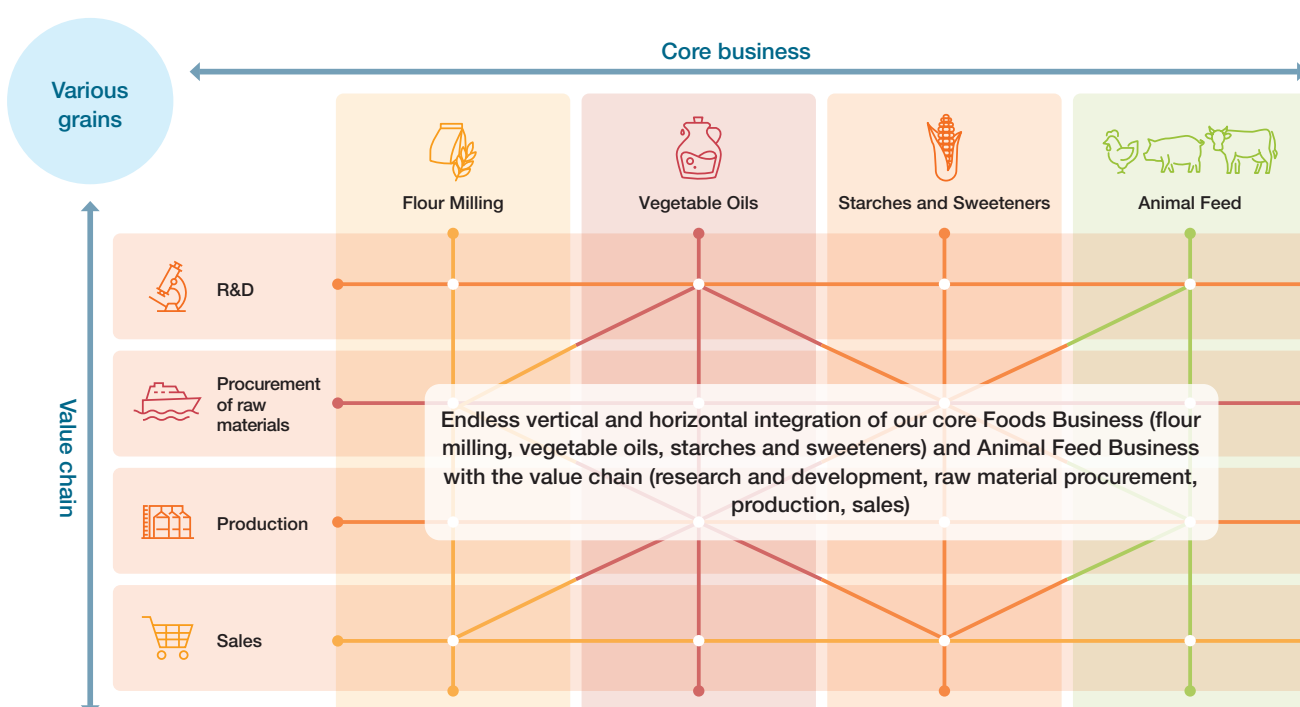 Various
grains
Core business
Flour Milling
Vegetable Oils
Starches and Sweeteners
Animal Feed
Value chain
R&D
Procurement
of raw
materials
Production
Sales
Endless vertical and horizontal integration of our core Foods Business (flour
milling, vegetable oils, starches and sweeteners) and Animal Feed Business
with the value chain (research and development, raw material procurement,
production, sales)